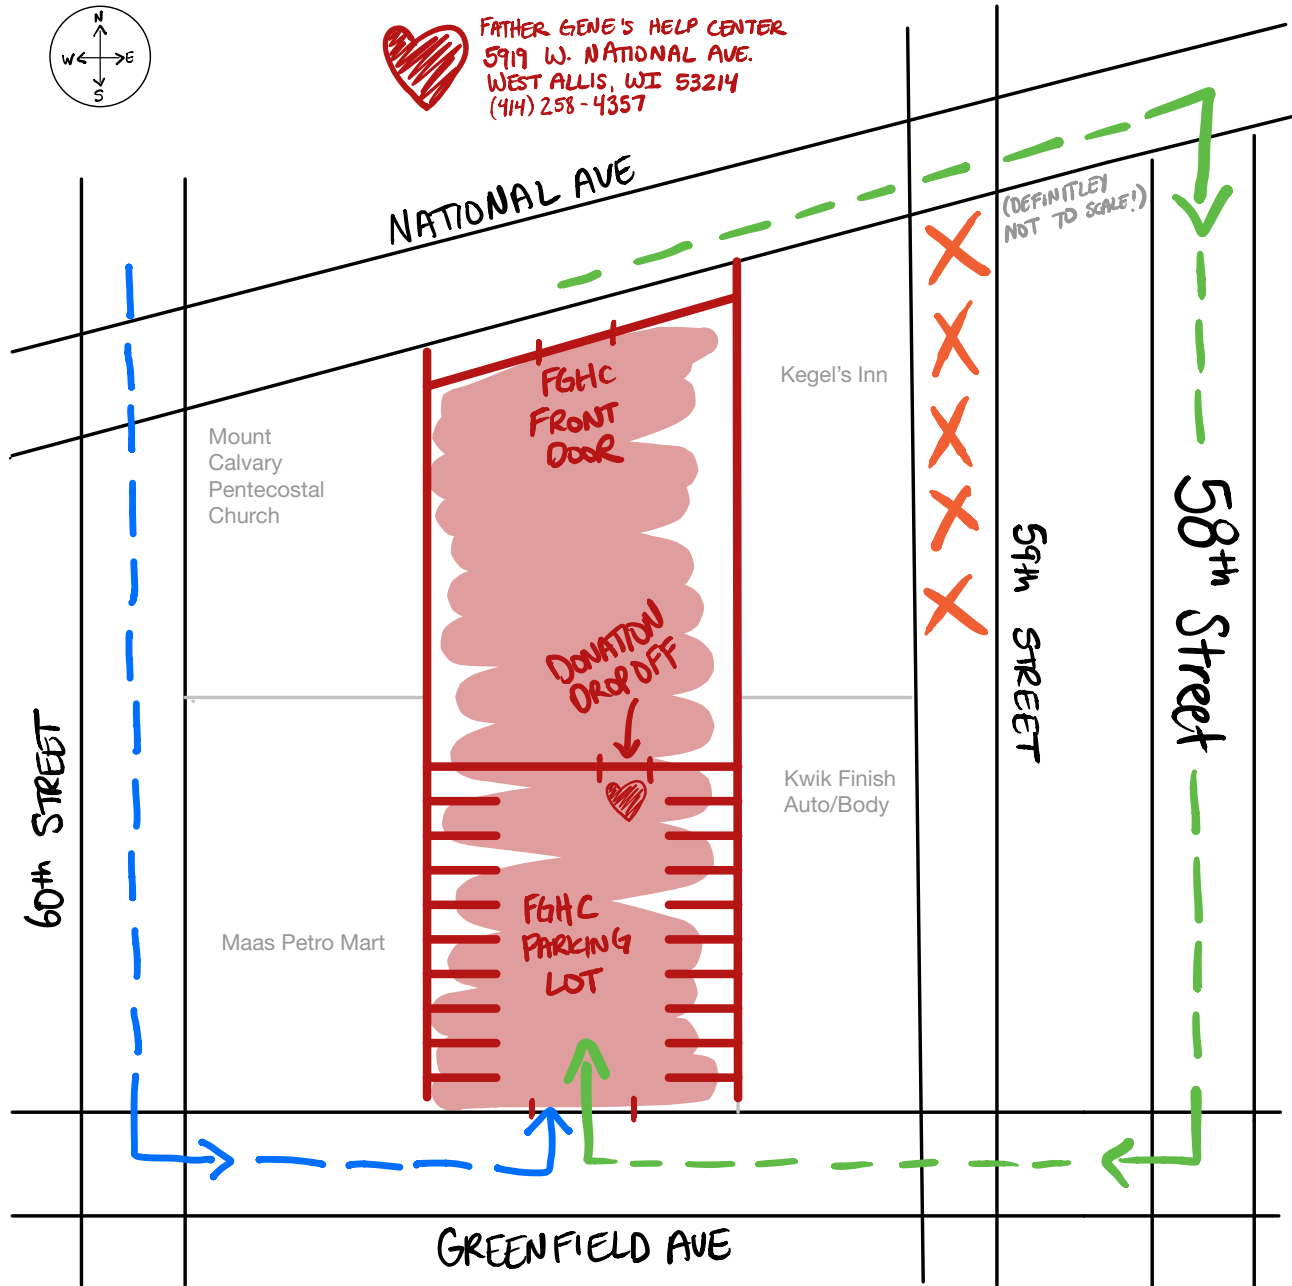 N
W E
S
FATHER GENE'S HELP CENTER
5919 W. NATIONAL AVE.
WEST ALLIS, WI 53214
(414) 258-4357
NATIONAL AVE
(DEFINITLEY
NOT TO SCALE!)
Kegel's Inn
FGHC
FRONT
DOOR
Mount
Calvary
Pentecostal
Church
58th Street
59th STREET
DONATION
DROP OFF
60th STREET
Kwik Finish
Auto/Body
FGHC
PARKING
LOT
Maas Petro Mart
GREENFIELD AVE